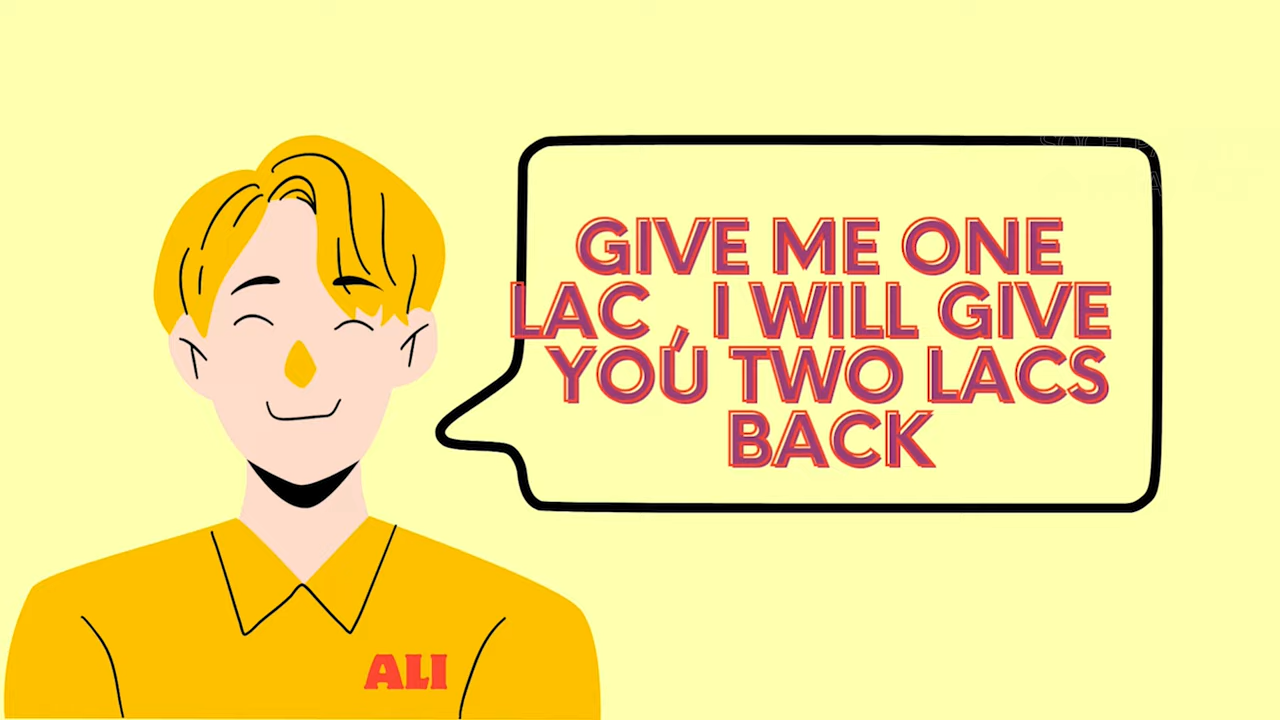 GIVE ME ONE
LAC , I WILL GIVE
YOU TWO LACS
BACK
ALI